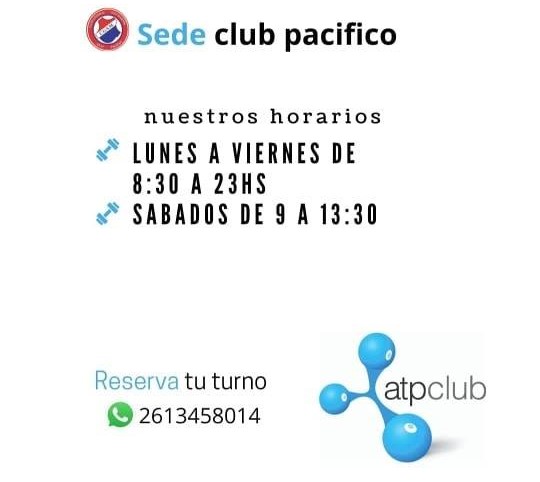 Sede club pacifico
nuestros horarios
LUNES A VIERNES DE
8:30 A 23HS
SABADOS DE 9 A 13:30
Reserva tu turno
2613458014
atpclub